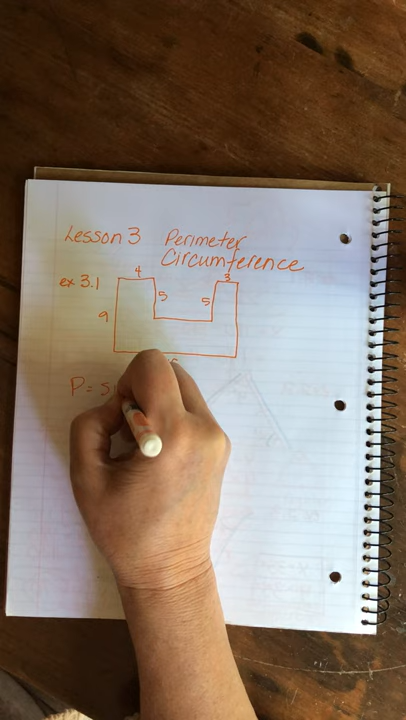 Lesson 3 Perimeter
Circumference
ex 3.1
4
3
5
5
9
P = s